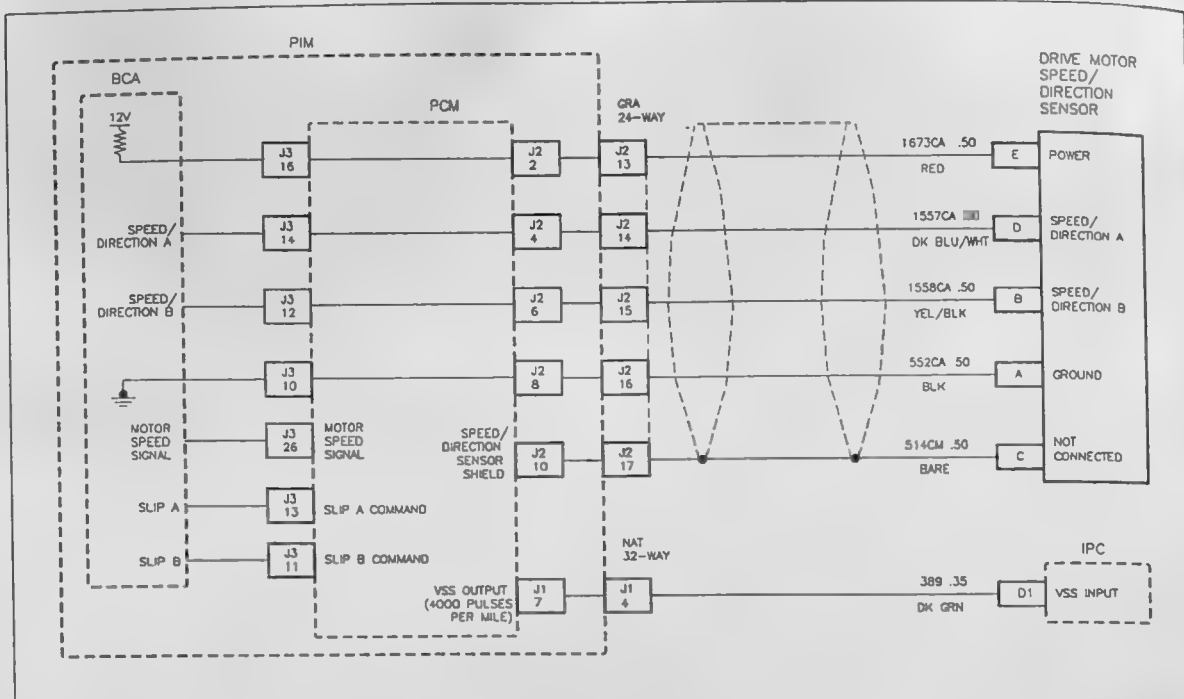 PIM
BCA
12V
PCM
GRA
24-WAY
DRIVE MOTOR
SPEED/
DIRECTION
SENSOR
J3
16
J2
2
J2
13
1673CA .50
RED
E
POWER
SPEED/
DIRECTION A
J3
14
J2
4
J2
14
1557CA
DK BLU/WHT
D
SPEED/
DIRECTION A
SPEED/
DIRECTION B
J3
12
J2
6
J2
15
1558CA .50
YEL/BLK
B
SPEED/
DIRECTION B
J3
10
J2
8
J2
16
552CA .50
BLK
A
GROUND
MOTOR
SPEED
SIGNAL
J3
26
MOTOR
SPEED
SIGNAL
SPEED/
DIRECTION
SENSOR
SHIELD
J2
10
J2
17
514CM .50
BARE
C
NOT
CONNECTED
SLIP A
J3
13
SLIP A COMMAND
SLIP B
J3
11
SLIP B COMMAND
NAT
32-WAY
IPC
VSS OUTPUT
(4000 PULSES
PER MILE)
J1
7
J1
4
389 .35
DK GRN
D1
VSS INPUT